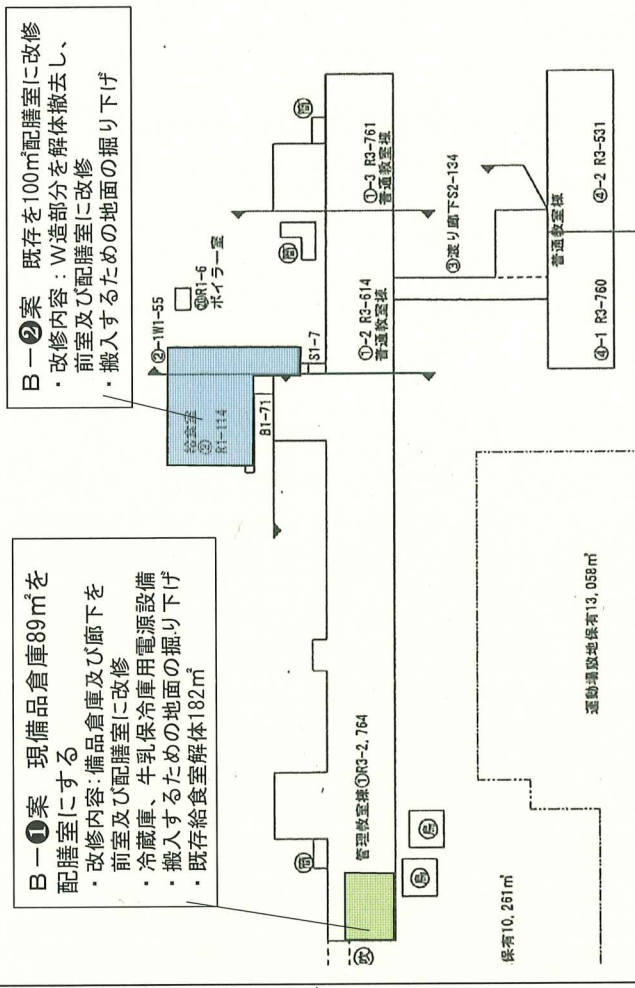 B－❶案　現備品倉庫89㎡を
配膳室にする
・改修内容：備品倉庫及び廊下を
前室及び配膳室に改修
・冷蔵庫、牛乳保冷庫用電源設備
・搬入するための地面の掘り下げ
・既存給食室解体182㎡
B－❷案　既存を100㎡配膳室に改修
・改修内容：W造部分を解体撤去し、
前室及び配膳室に改修
・搬入するための地面の掘り下げ
②-1W1-55
R1-6
ボイラー室
給食室
R1-114
B1-71
S1-7
管理教室棟①R3-2,764
①-2 R3-614
普通教室棟
①-3 R3-761
普通教室棟
③渡り廊下S2-134
普通教室棟
④-1 R3-760
④-2 R3-531
保有10,261㎡
運動場敷地保有13,058㎡